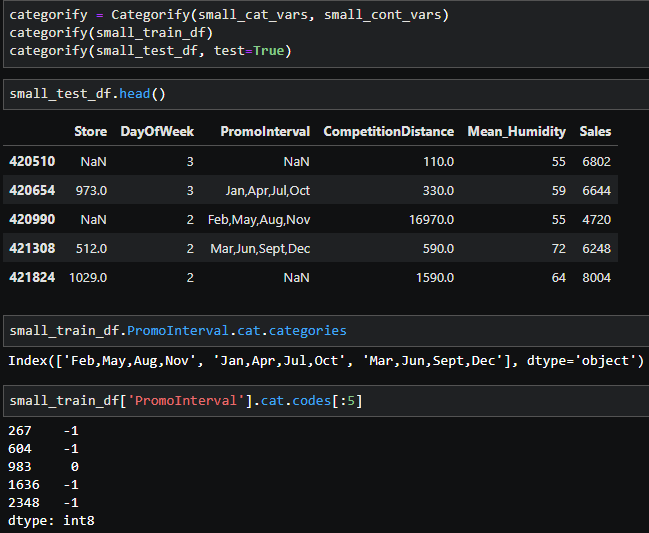 categorify = Categorify(small_cat_vars, small_cont_vars)
categorify(small_train_df)
categorify(small_test_df, test=True)
small_test_df.head()
Store DayOfWeek PromoInterval CompetitionDistance Mean_Humidity Sales
420510 NaN 3 NaN 110.0 55 6802
420654 973.0 3 Jan,Apr,Jul,Oct 330.0 59 6644
420990 NaN 2 Feb,May,Aug,Nov 16970.0 55 4720
421308 512.0 2 Mar,Jun,Sept,Dec 590.0 72 6248
421824 1029.0 2 NaN 1590.0 64 8004
small_train_df.PromoInterval.cat.categories
Index(['Feb,May,Aug,Nov', 'Jan,Apr,Jul,Oct', 'Mar,Jun,Sept,Dec'], dtype='object')
small_train_df['PromoInterval'].cat.codes[:5]
267 -1
604 -1
983 0
1636 -1
2348 -1
dtype: int8